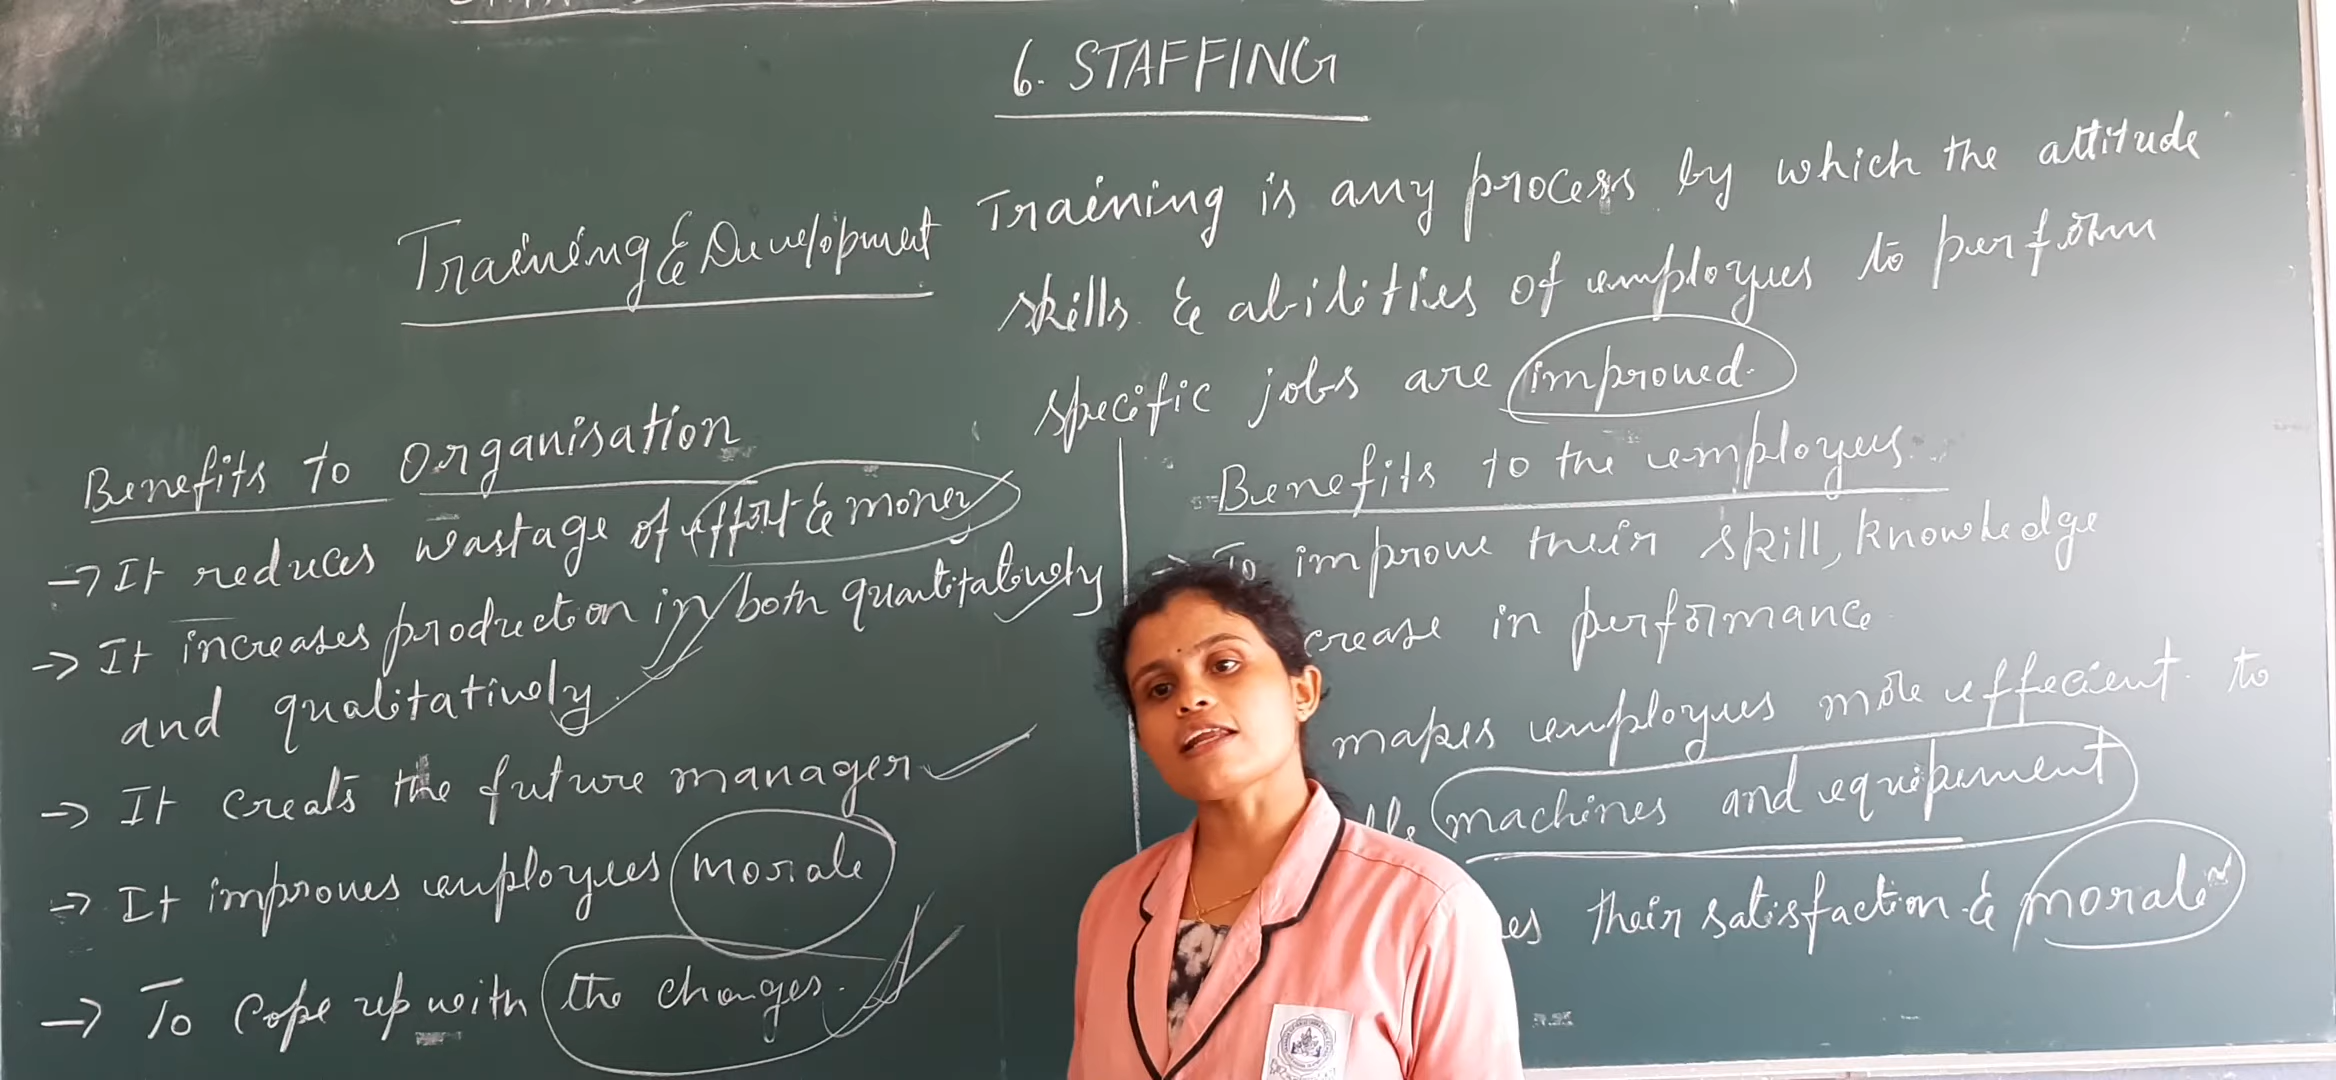 6. STAFFING
Training & Development
Training is any process by which the attitude
skills & abilities of employees to perform
specific jobs are improved.
Benefits to Organisation
→ It reduces wastage of effort & money
→ It increases production in both quantitatively
and qualitatively
→ It creats the future manager
→ It improves employees morale
→ To Cope up with the changes.
Benefits to the employees
→ To improve their skill, knowledge
crease in performance
makes employees more effecient to
machines and equipement
es their satisfaction & morale